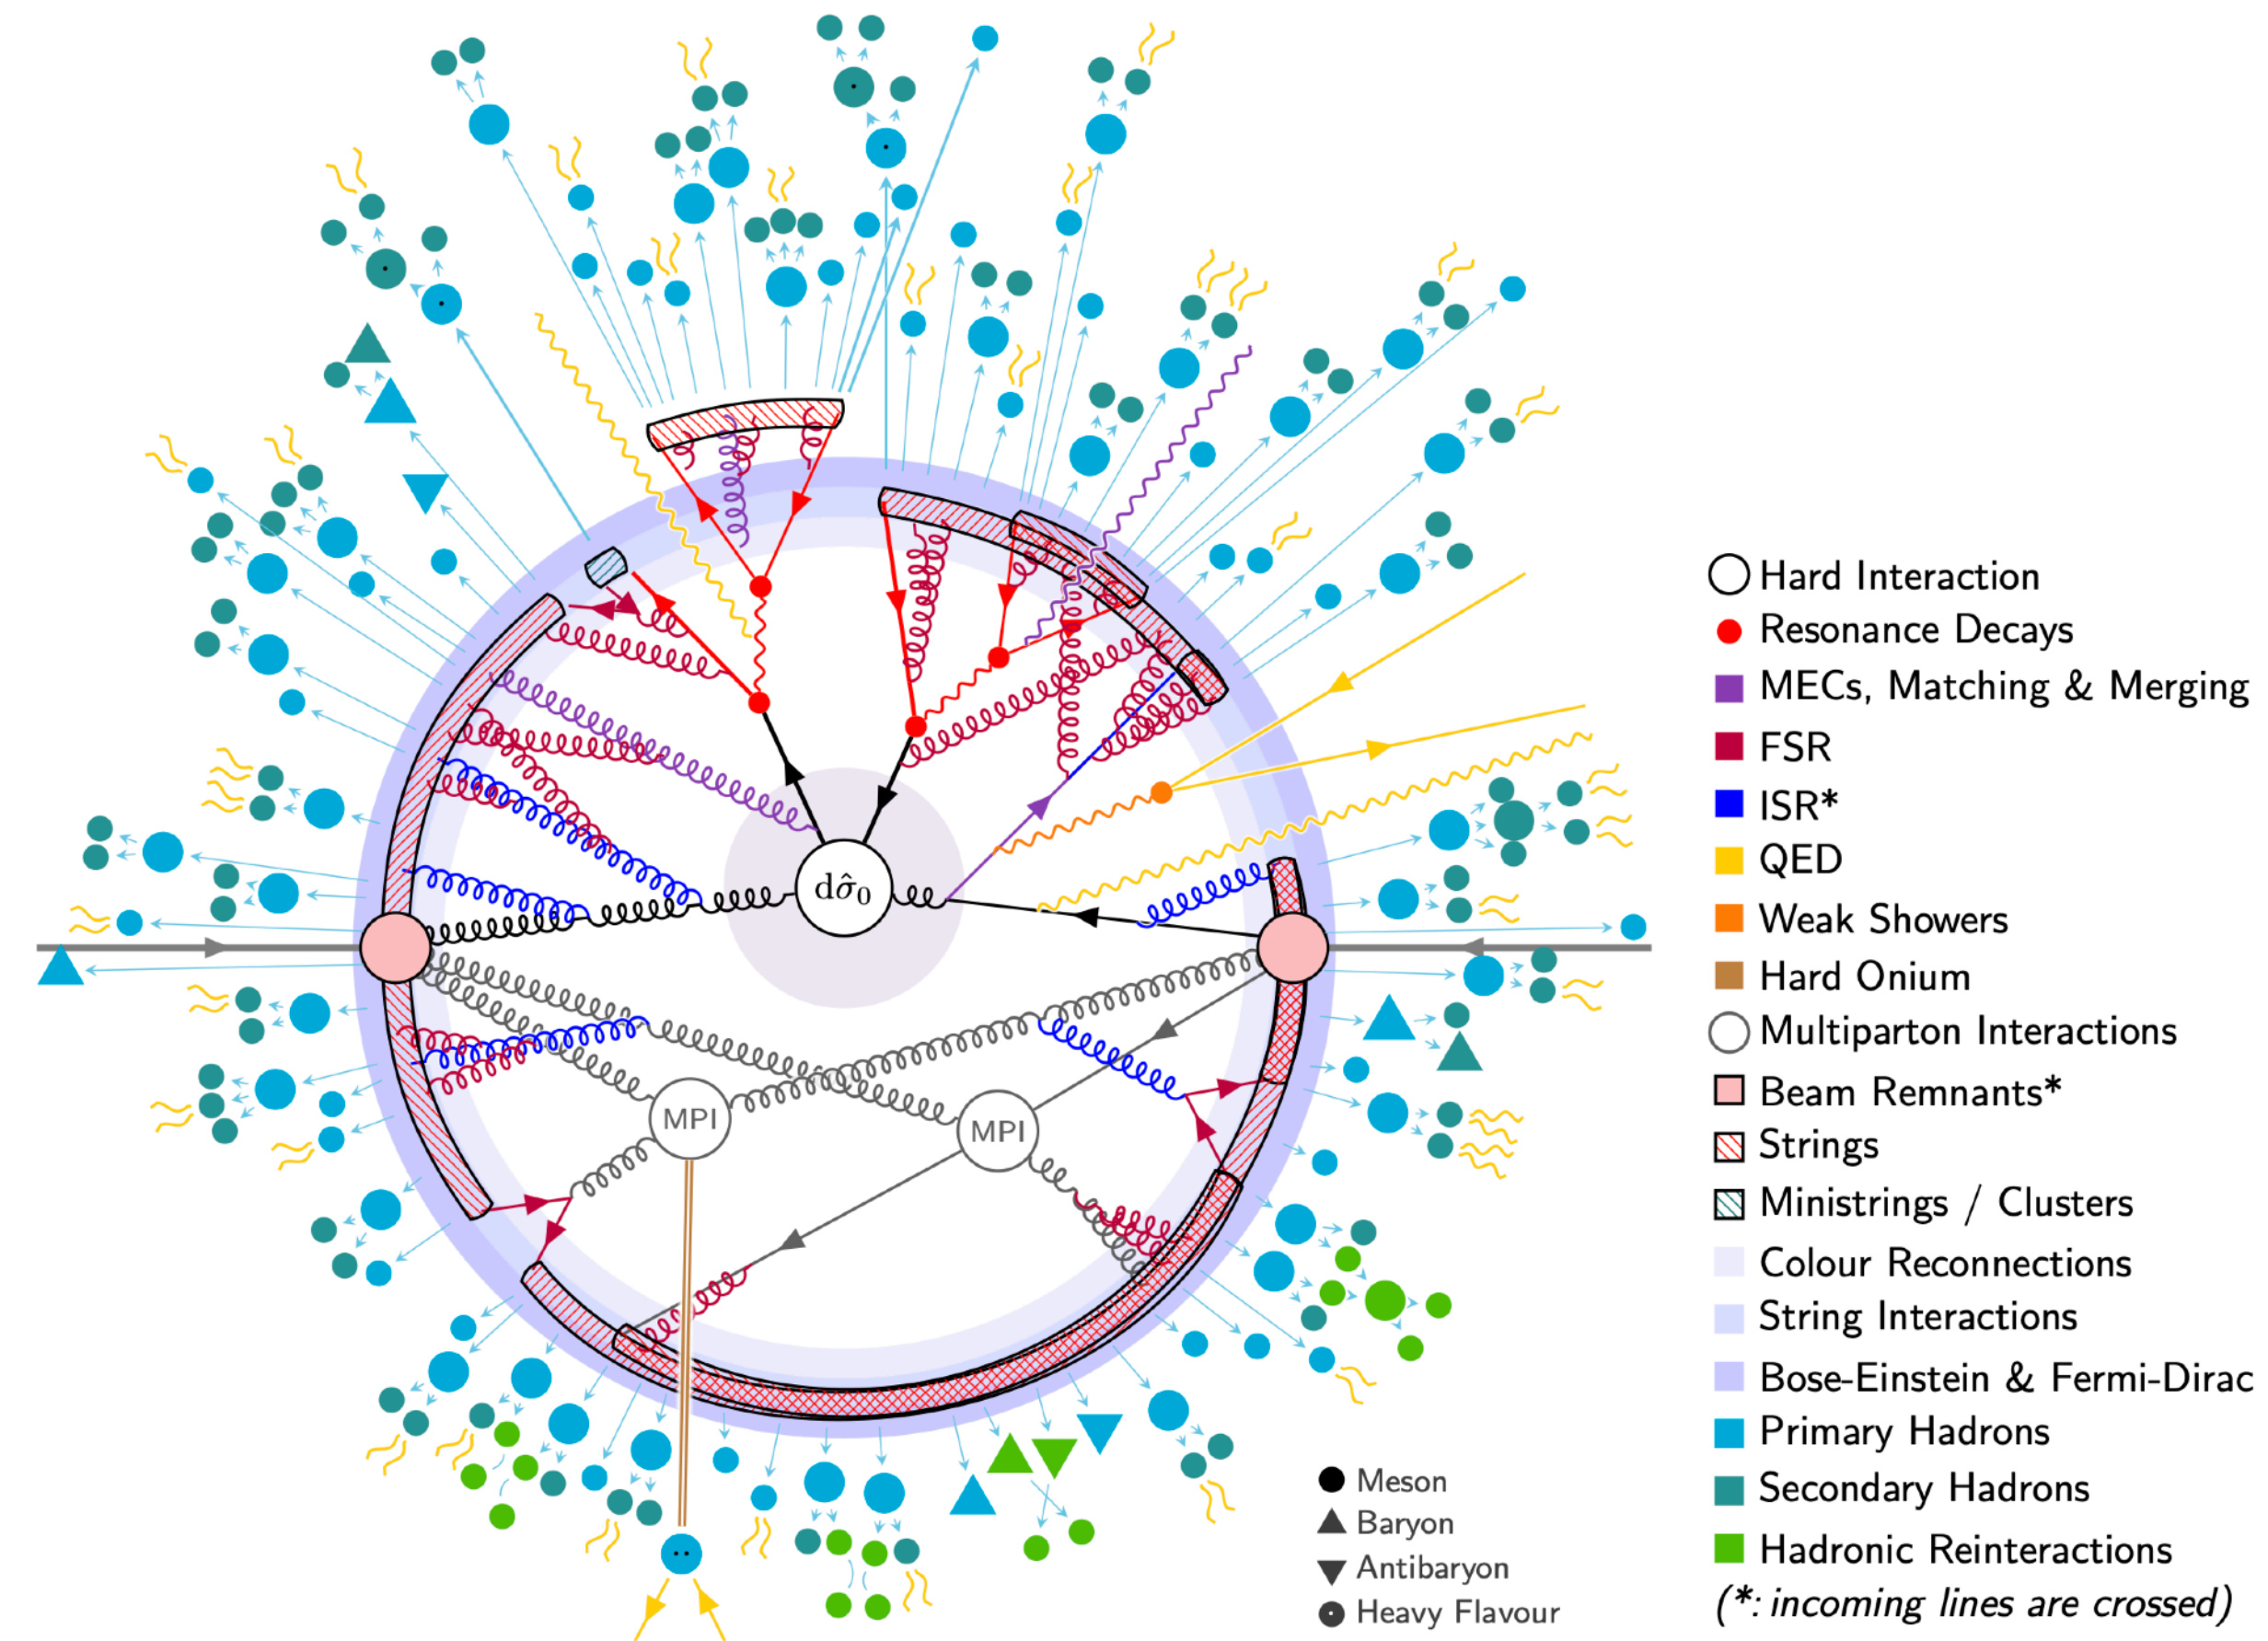 dσ̂₀
MPI
MPI
Hard Interaction
Resonance Decays
MECs, Matching & Merging
FSR
ISR*
QED
Weak Showers
Hard Onium
Multiparton Interactions
Beam Remnants*
Strings
Ministrings / Clusters
Colour Reconnections
String Interactions
Bose-Einstein & Fermi-Dirac
Primary Hadrons
Secondary Hadrons
Hadronic Reinteractions
(*: incoming lines are crossed)
Meson
Baryon
Antibaryon
Heavy Flavour